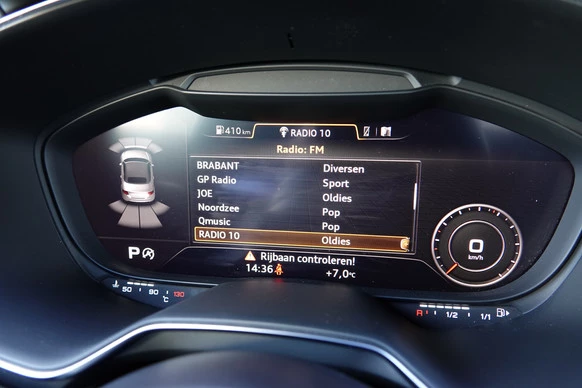 410 km RADIO 10
Radio: FM
BRABANT Diversen
GP Radio Sport
JOE Oldies
Noordzee Pop
Qmusic Pop
RADIO 10 Oldies
0
km/h
P A
Rijbaan controleren!
14:36 +7,0°C
50 90 130
°C
R 1/2 1/1